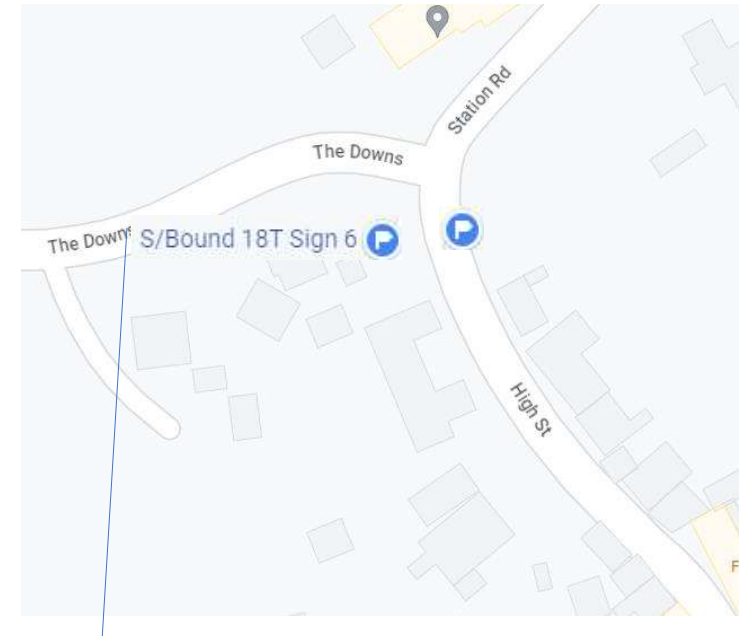 Station Rd
The Downs
The Downs
S/Bound 18T Sign 6
High St
F